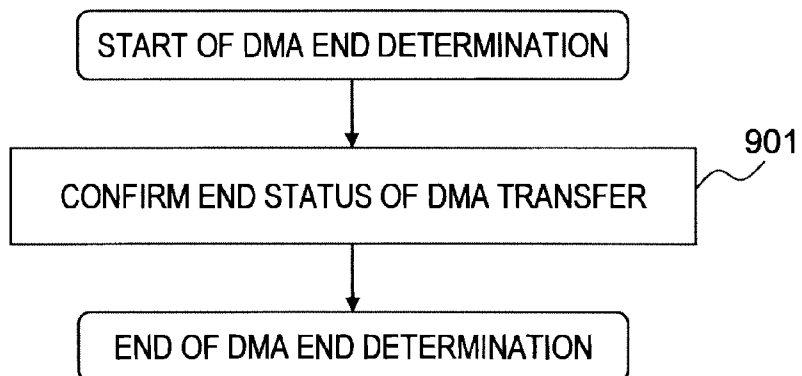 START OF DMA END DETERMINATION
901
CONFIRM END STATUS OF DMA TRANSFER
END OF DMA END DETERMINATION